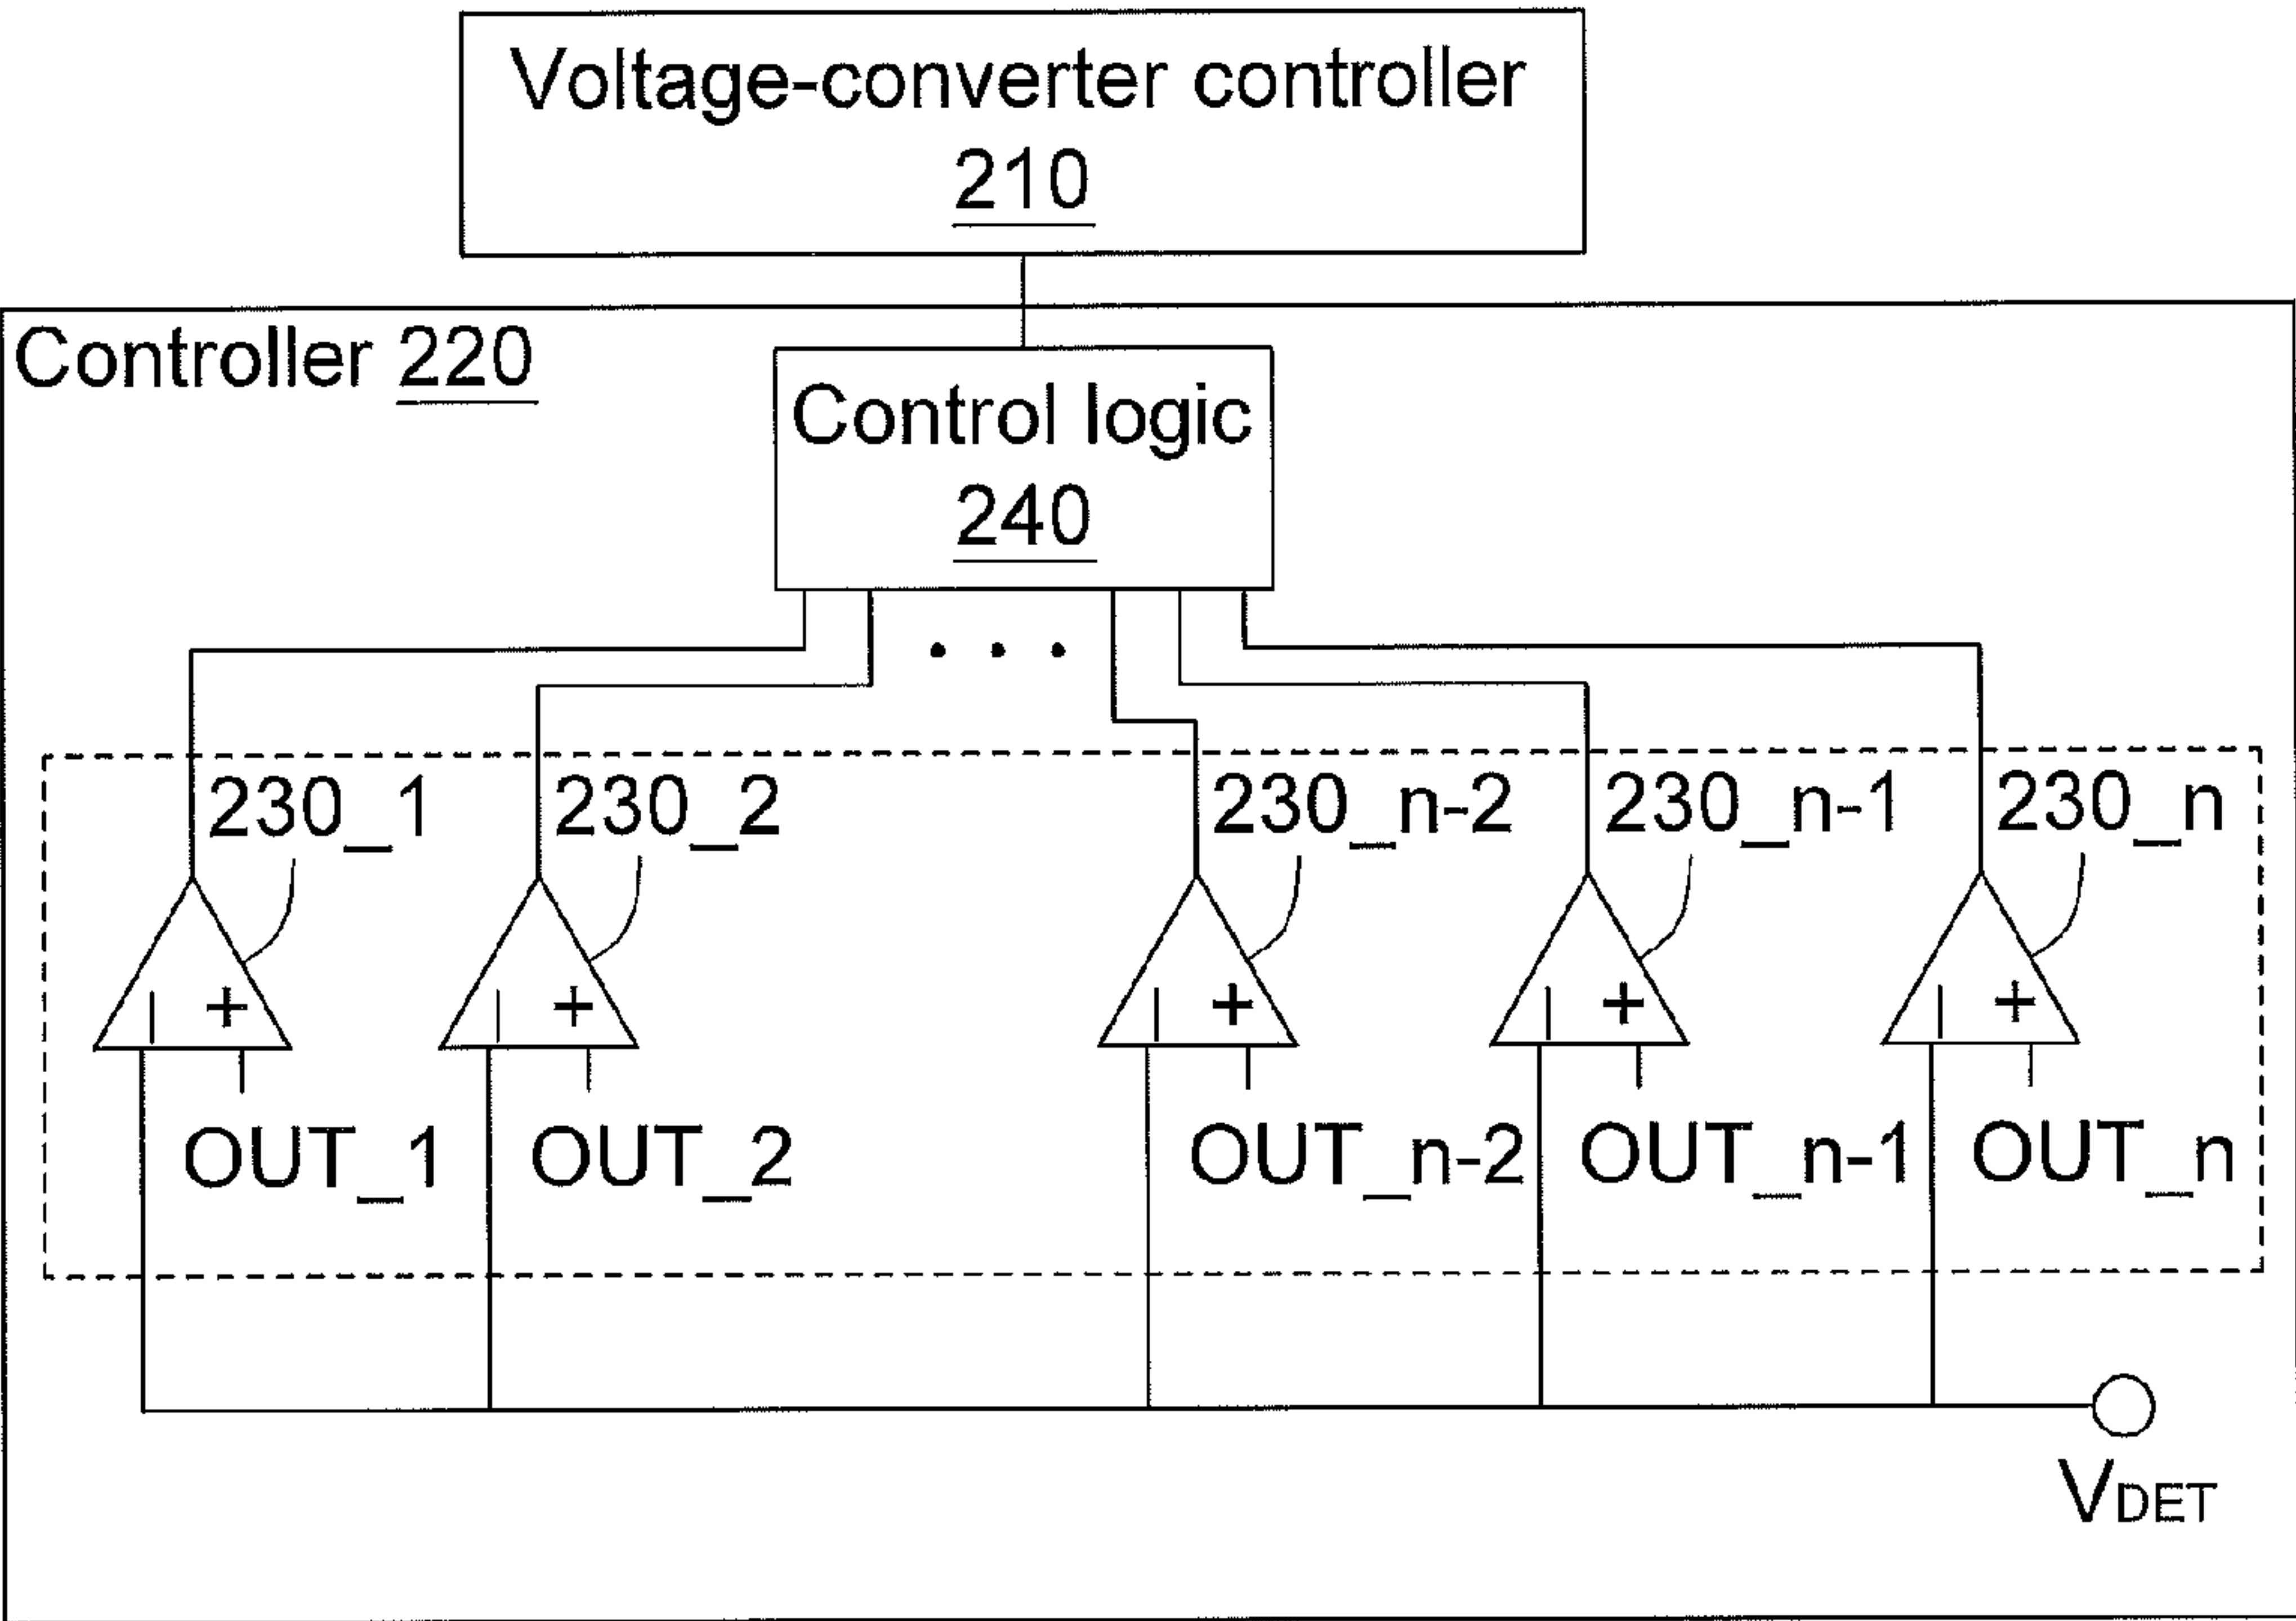 Voltage-converter controller
210
Controller 220
Control logic
240
230_1
230_2
230_n-2
230_n-1
230_n
− +
− +
− +
− +
− +
OUT_1
OUT_2
OUT_n-2
OUT_n-1
OUT_n
VDET